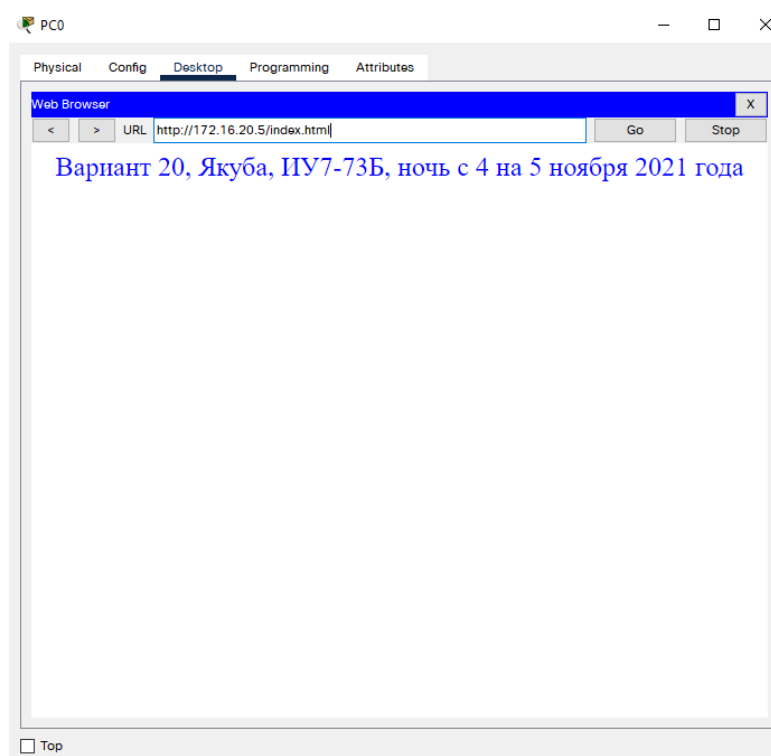 PC0
Physical Config Desktop Programming Attributes
Web Browser X
< > URL http://172.16.20.5/index.html Go Stop
Вариант 20, Якуба, ИУ7-73Б, ночь с 4 на 5 ноября 2021 года
Top